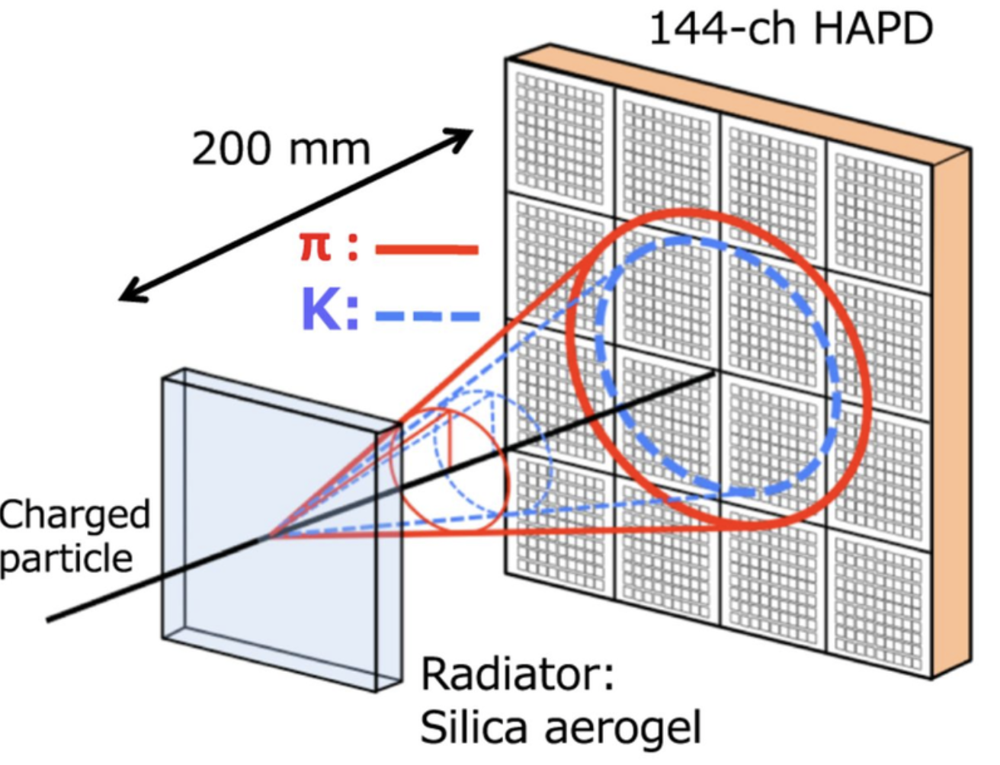 144-ch HAPD
200 mm
π :
K:
Charged
particle
Radiator:
Silica aerogel